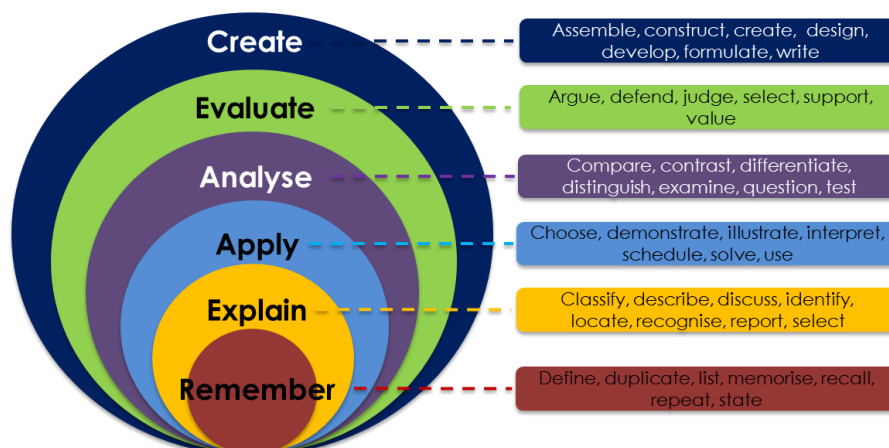 Create
Assemble, construct, create, design,
develop, formulate, write
Evaluate
Argue, defend, judge, select, support,
value
Analyse
Compare, contrast, differentiate,
distinguish, examine, question, test
Apply
Choose, demonstrate, illustrate, interpret,
schedule, solve, use
Explain
Classify, describe, discuss, identify,
locate, recognise, report, select
Remember
Define, duplicate, list, memorise, recall,
repeat, state